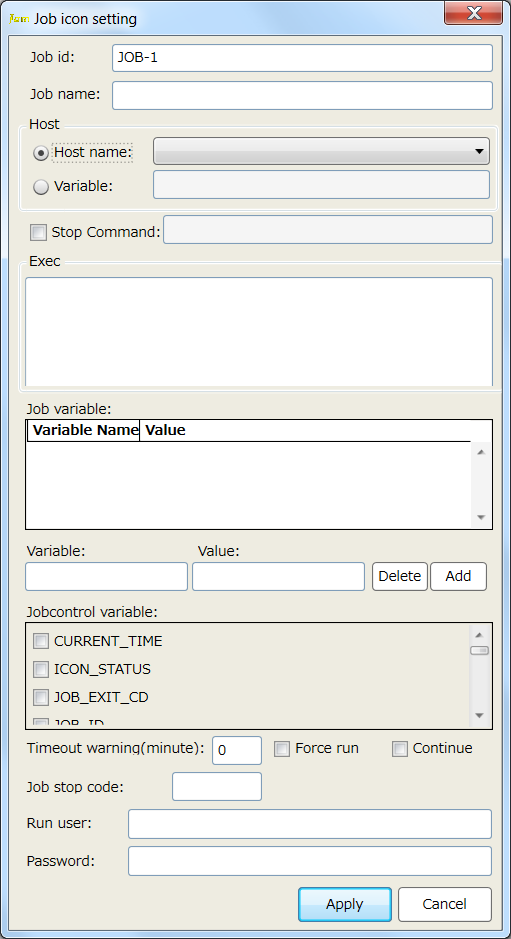 Job icon setting
Job id: JOB-1
Job name:
Host
Host name:
Variable:
Stop Command:
Exec
Job variable:
Variable Name Value
Variable: Value:
Delete Add
Jobcontrol variable:
CURRENT_TIME
ICON_STATUS
JOB_EXIT_CD
JOB_ID
Timeout warning(minute): 0 Force run Continue
Job stop code:
Run user:
Password:
Apply Cancel